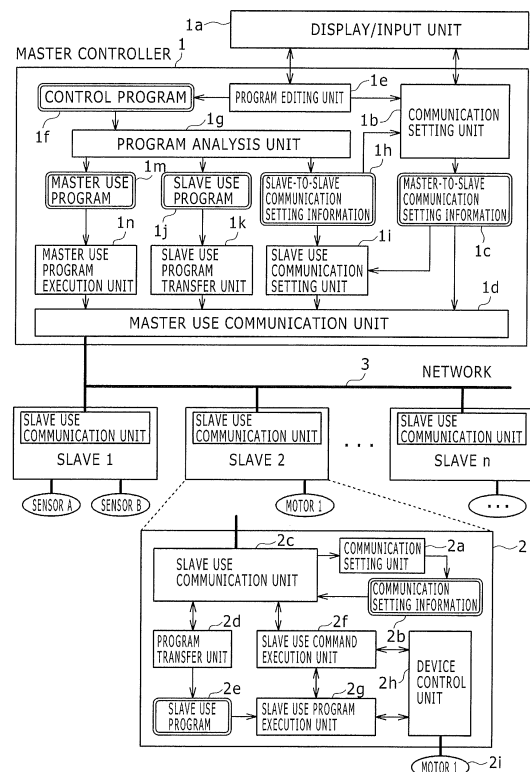 1a
DISPLAY/INPUT UNIT
MASTER CONTROLLER
1
CONTROL PROGRAM
PROGRAM EDITING UNIT
1e
1b
COMMUNICATION
SETTING UNIT
1f
1g
PROGRAM ANALYSIS UNIT
1h
MASTER USE
PROGRAM
1m
SLAVE USE
PROGRAM
SLAVE-TO-SLAVE
COMMUNICATION
SETTING INFORMATION
MASTER-TO-SLAVE
COMMUNICATION
SETTING INFORMATION
1n
1j
1k
1i
1c
MASTER USE
PROGRAM
EXECUTION UNIT
SLAVE USE
PROGRAM
TRANSFER UNIT
SLAVE USE
COMMUNICATION
SETTING UNIT
1d
MASTER USE COMMUNICATION UNIT
3
NETWORK
SLAVE USE
COMMUNICATION UNIT
SLAVE 1
SLAVE USE
COMMUNICATION UNIT
SLAVE 2
...
SLAVE USE
COMMUNICATION UNIT
SLAVE n
SENSOR A
SENSOR B
MOTOR 1
...
2c
SLAVE USE
COMMUNICATION UNIT
COMMUNICATION
SETTING UNIT
2a
2
COMMUNICATION
SETTING INFORMATION
2d
PROGRAM
TRANSFER UNIT
2f
SLAVE USE COMMAND
EXECUTION UNIT
2b
2h
DEVICE
CONTROL
UNIT
2e
SLAVE USE
PROGRAM
2g
SLAVE USE PROGRAM
EXECUTION UNIT
MOTOR 1
2i